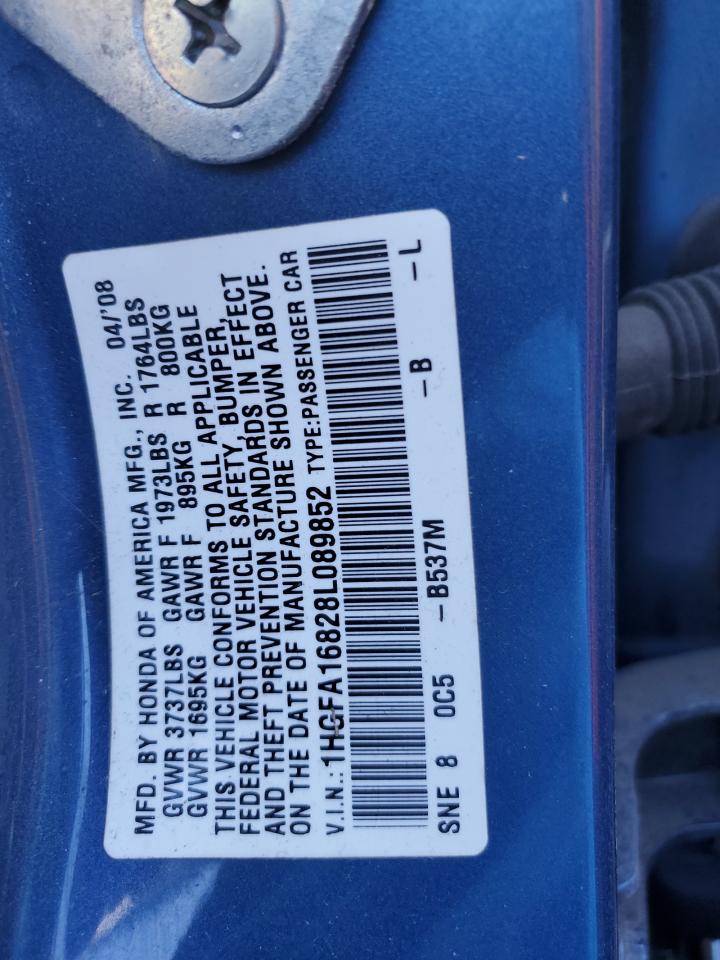 MFD. BY HONDA OF AMERICA MFG., INC. 04/'08
GVWR 3737LBS GAWR F 1973LBS R 1764LBS
GVWR 1695KG GAWR F 895KG R 800KG
THIS VEHICLE CONFORMS TO ALL APPLICABLE
FEDERAL MOTOR VEHICLE SAFETY, BUMPER,
AND THEFT PREVENTION STANDARDS IN EFFECT
ON THE DATE OF MANUFACTURE SHOWN ABOVE.
V.I.N.: 1HGFA16828L089852 TYPE:PASSENGER CAR
SNE 8 0C5 -B537M -B -L